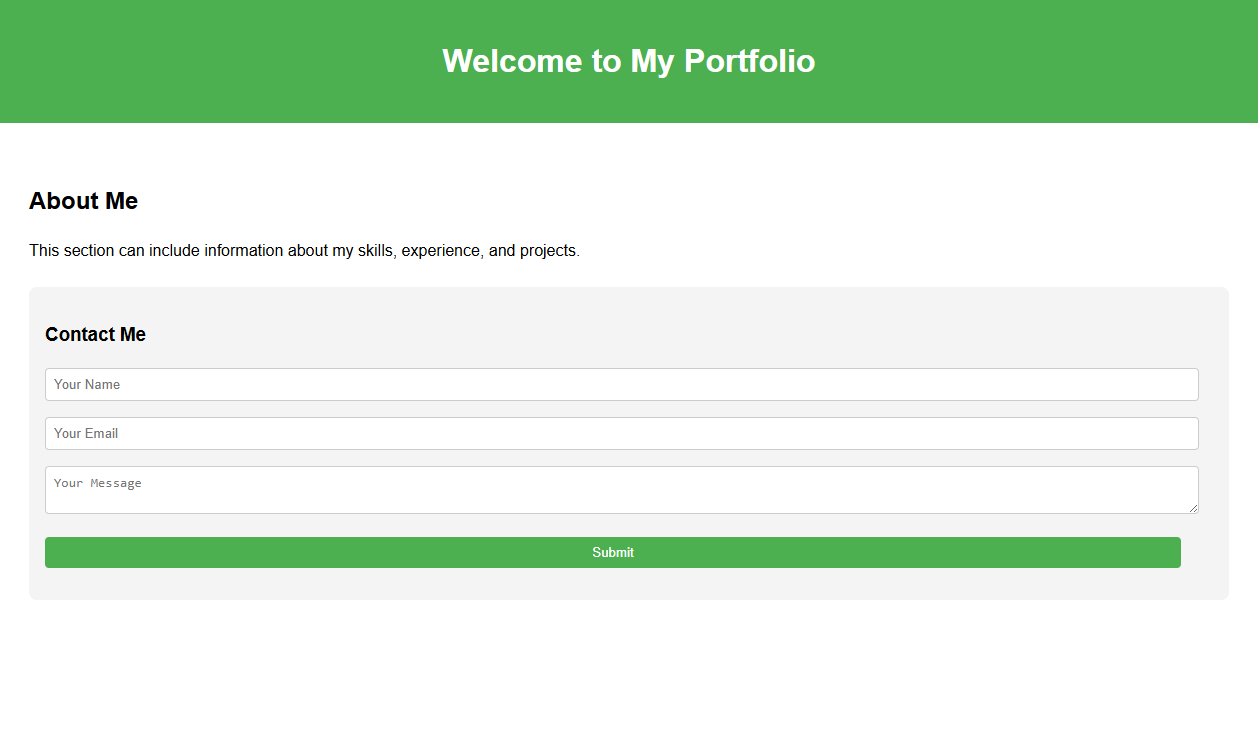 Welcome to My Portfolio
About Me
This section can include information about my skills, experience, and projects.
Contact Me
Your Name
Your Email
Your Message
Submit